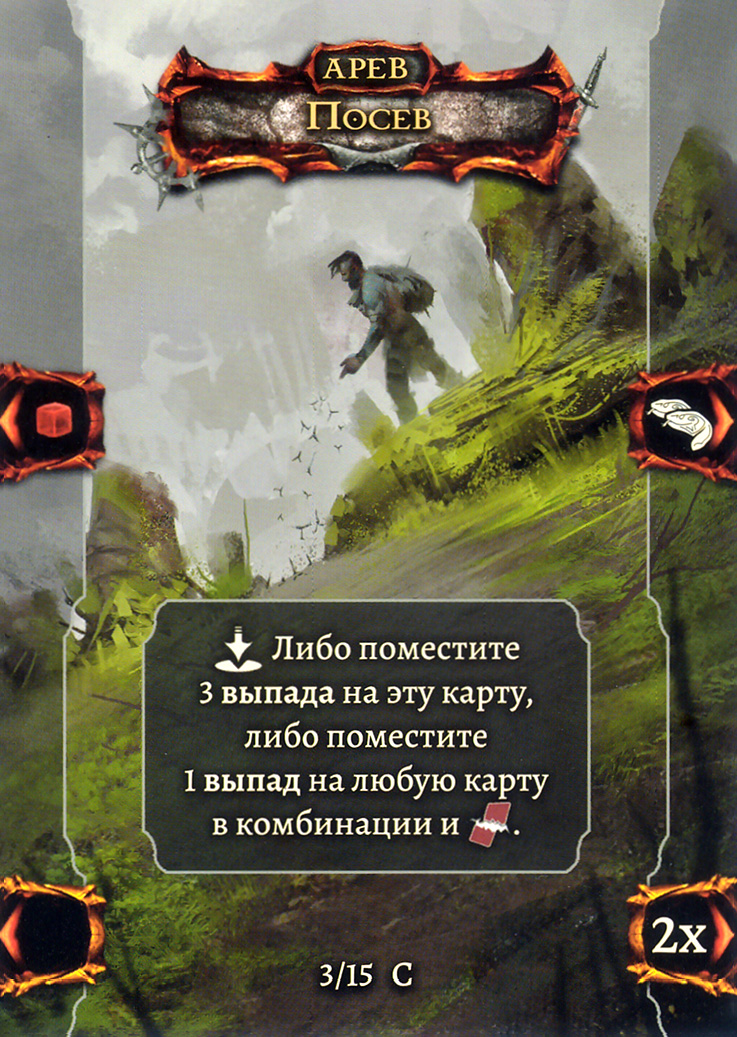 АРЕВ
Посев
Либо поместите
3 выпада на эту карту,
либо поместите
1 выпад на любую карту
в комбинации и .
2x
3/15 С